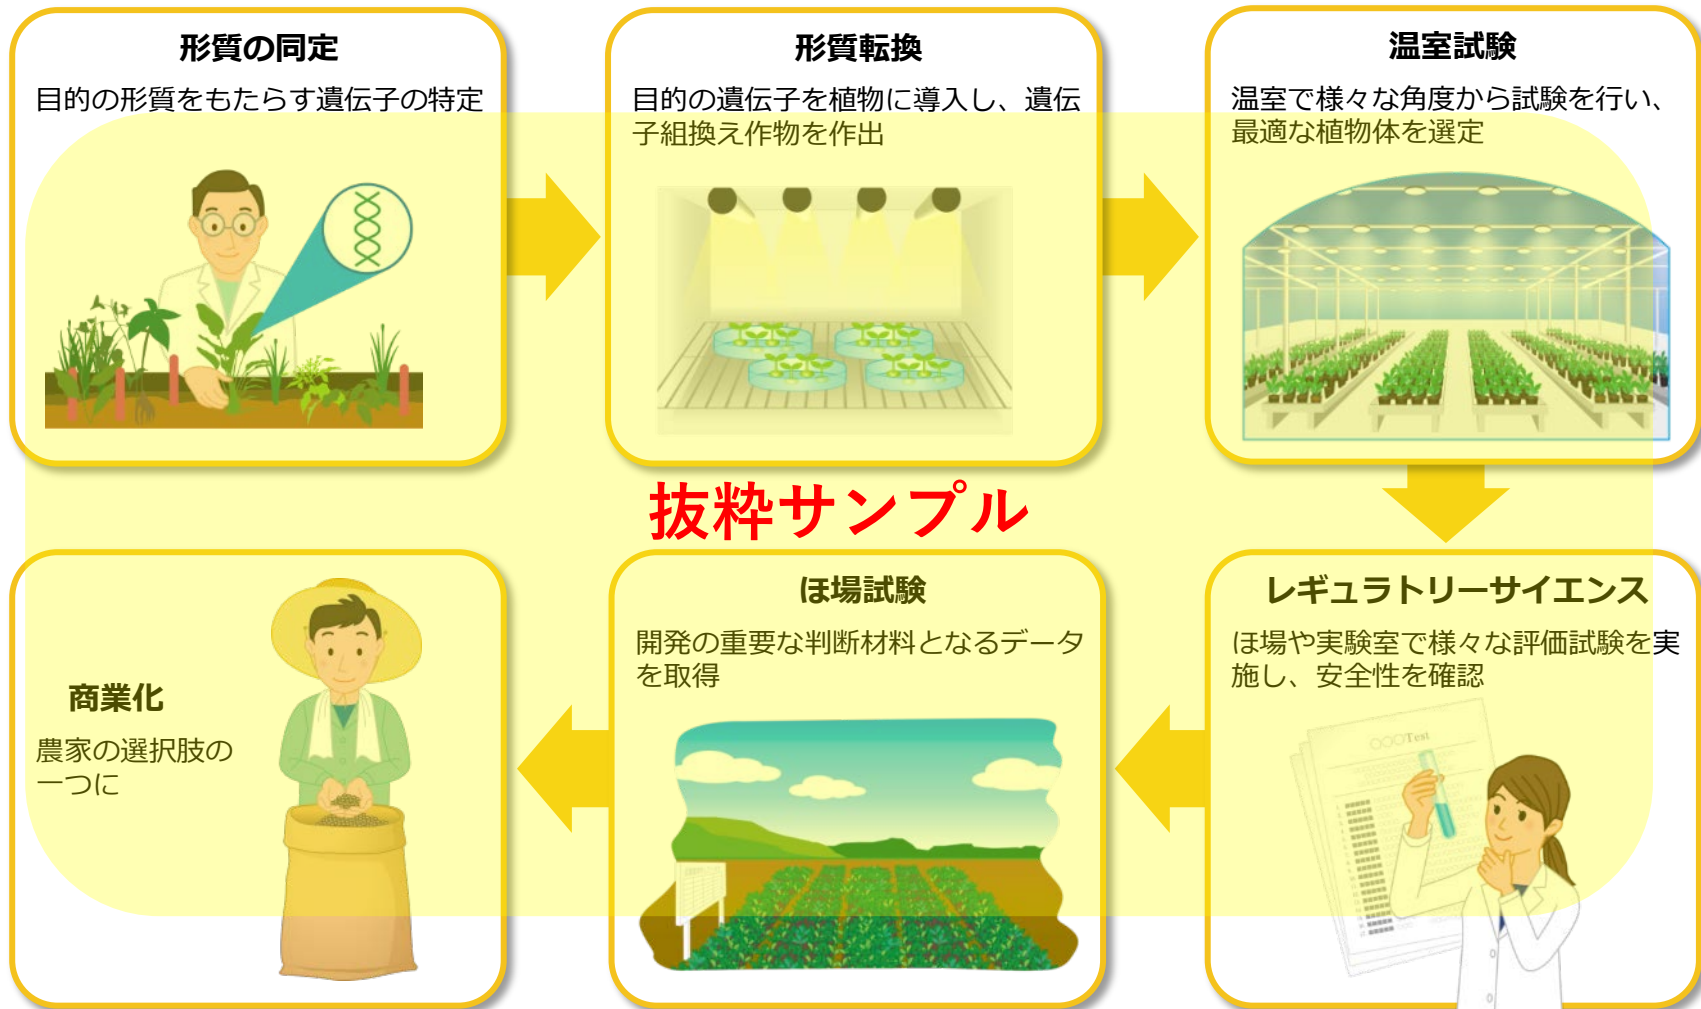 形質の同定
目的の形質をもたらす遺伝子の特定
形質転換
目的の遺伝子を植物に導入し、遺伝
子組換え作物を作出
温室試験
温室で様々な角度から試験を行い、
最適な植物体を選定
抜粋サンプル
レギュラトリーサイエンス
ほ場や実験室で様々な評価試験を実
施し、安全性を確認
〇〇〇Test
ほ場試験
開発の重要な判断材料となるデータ
を取得
商業化
農家の選択肢の
一つに